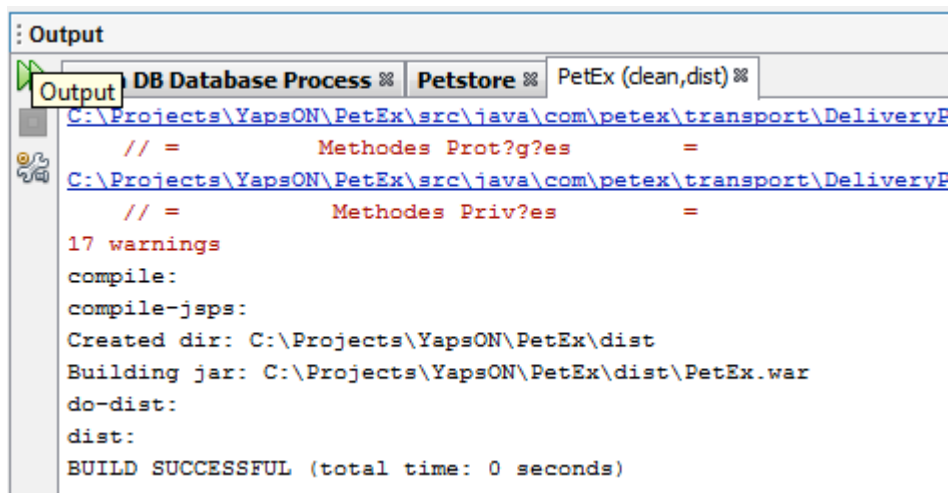 Output
DB Database Process
Petstore
PetEx (clean,dist)
Output
C:\Projects\YapsON\PetEx\src\java\com\petex\transport\DeliveryP
// = Methodes Prot?g?es =
C:\Projects\YapsON\PetEx\src\java\com\petex\transport\DeliveryP
// = Methodes Priv?es =
17 warnings
compile:
compile-jsps:
Created dir: C:\Projects\YapsON\PetEx\dist
Building jar: C:\Projects\YapsON\PetEx\dist\PetEx.war
do-dist:
dist:
BUILD SUCCESSFUL (total time: 0 seconds)